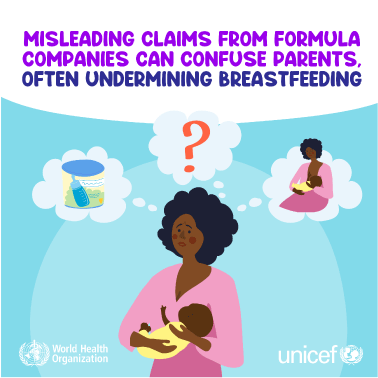 MISLEADING CLAIMS FROM FORMULA
COMPANIES CAN CONFUSE PARENTS,
OFTEN UNDERMINING BREASTFEEDING
?
World Health
Organization
unicef